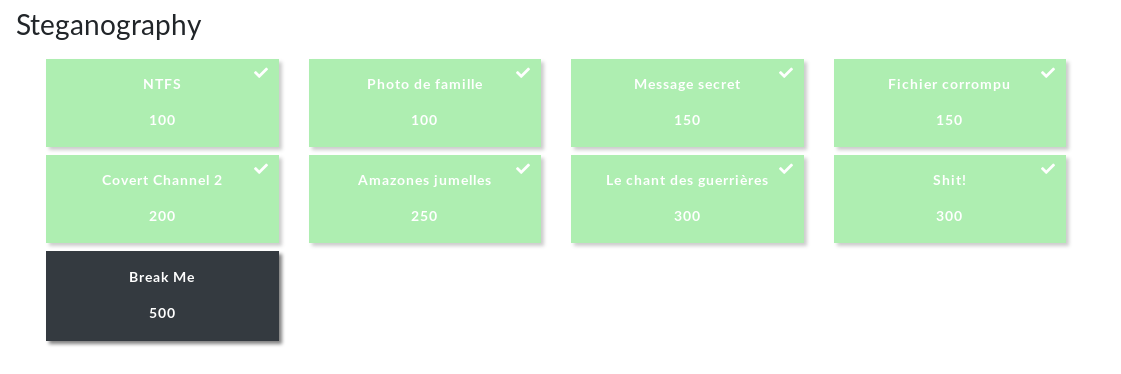 Steganography
NTFS
100
Photo de famille
100
Message secret
150
Fichier corrompu
150
Covert Channel 2
200
Amazones jumelles
250
Le chant des guerrières
300
Shit!
300
Break Me
500